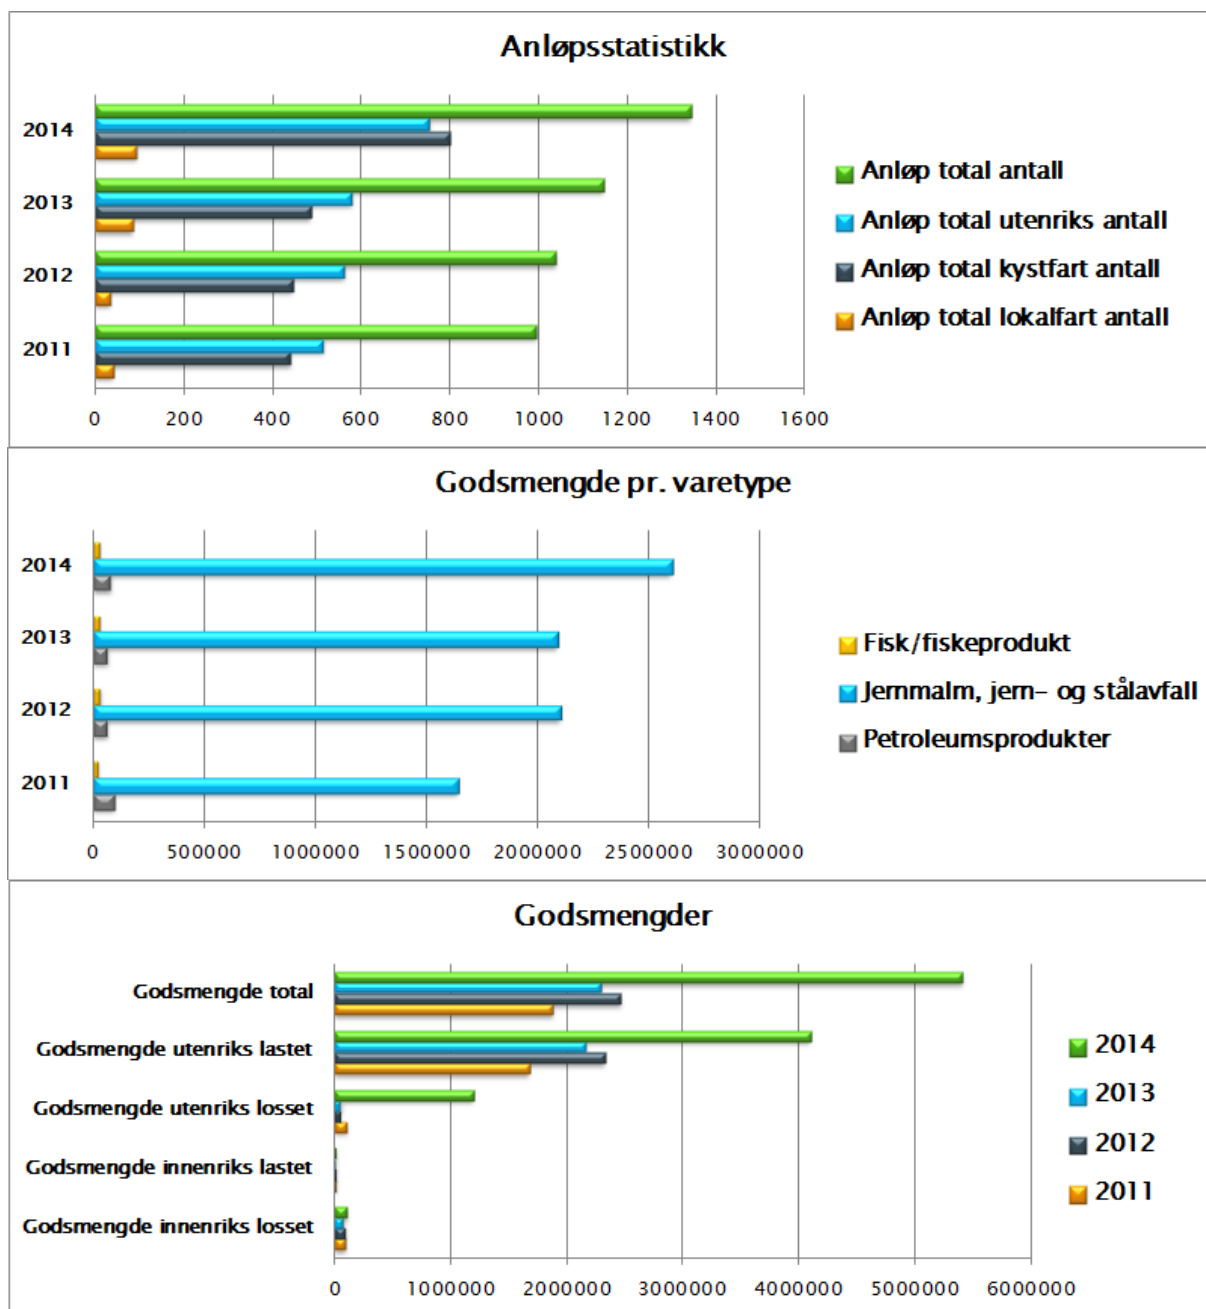 Anløpsstatistikk
2014
2013
2012
2011
0 200 400 600 800 1000 1200 1400 1600
Anløp total antall
Anløp total utenriks antall
Anløp total kystfart antall
Anløp total lokalfart antall
Godsmengde pr. varetype
2014
2013
2012
2011
0 500000 1000000 1500000 2000000 2500000 3000000
Fisk/fiskeprodukt
Jernmalm, jern- og stålavfall
Petroleumsprodukter
Godsmengder
Godsmengde total
Godsmengde utenriks lastet
Godsmengde utenriks losset
Godsmengde innenriks lastet
Godsmengde innenriks losset
0 1000000 2000000 3000000 4000000 5000000 6000000
2014
2013
2012
2011